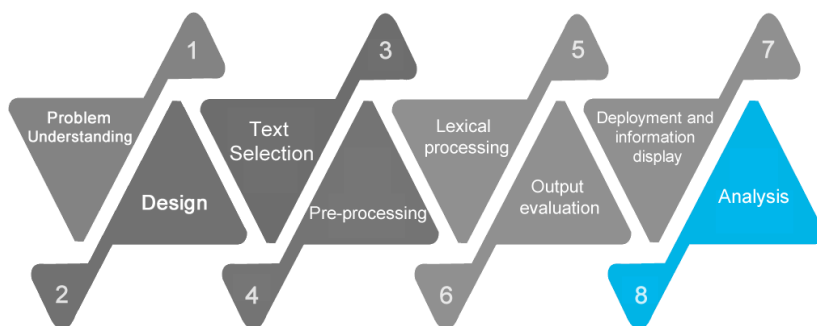 1
Problem
Understanding
2
Design
3
Text
Selection
4
Pre-processing
5
Lexical
processing
6
Output
evaluation
7
Deployment and
information
display
8
Analysis